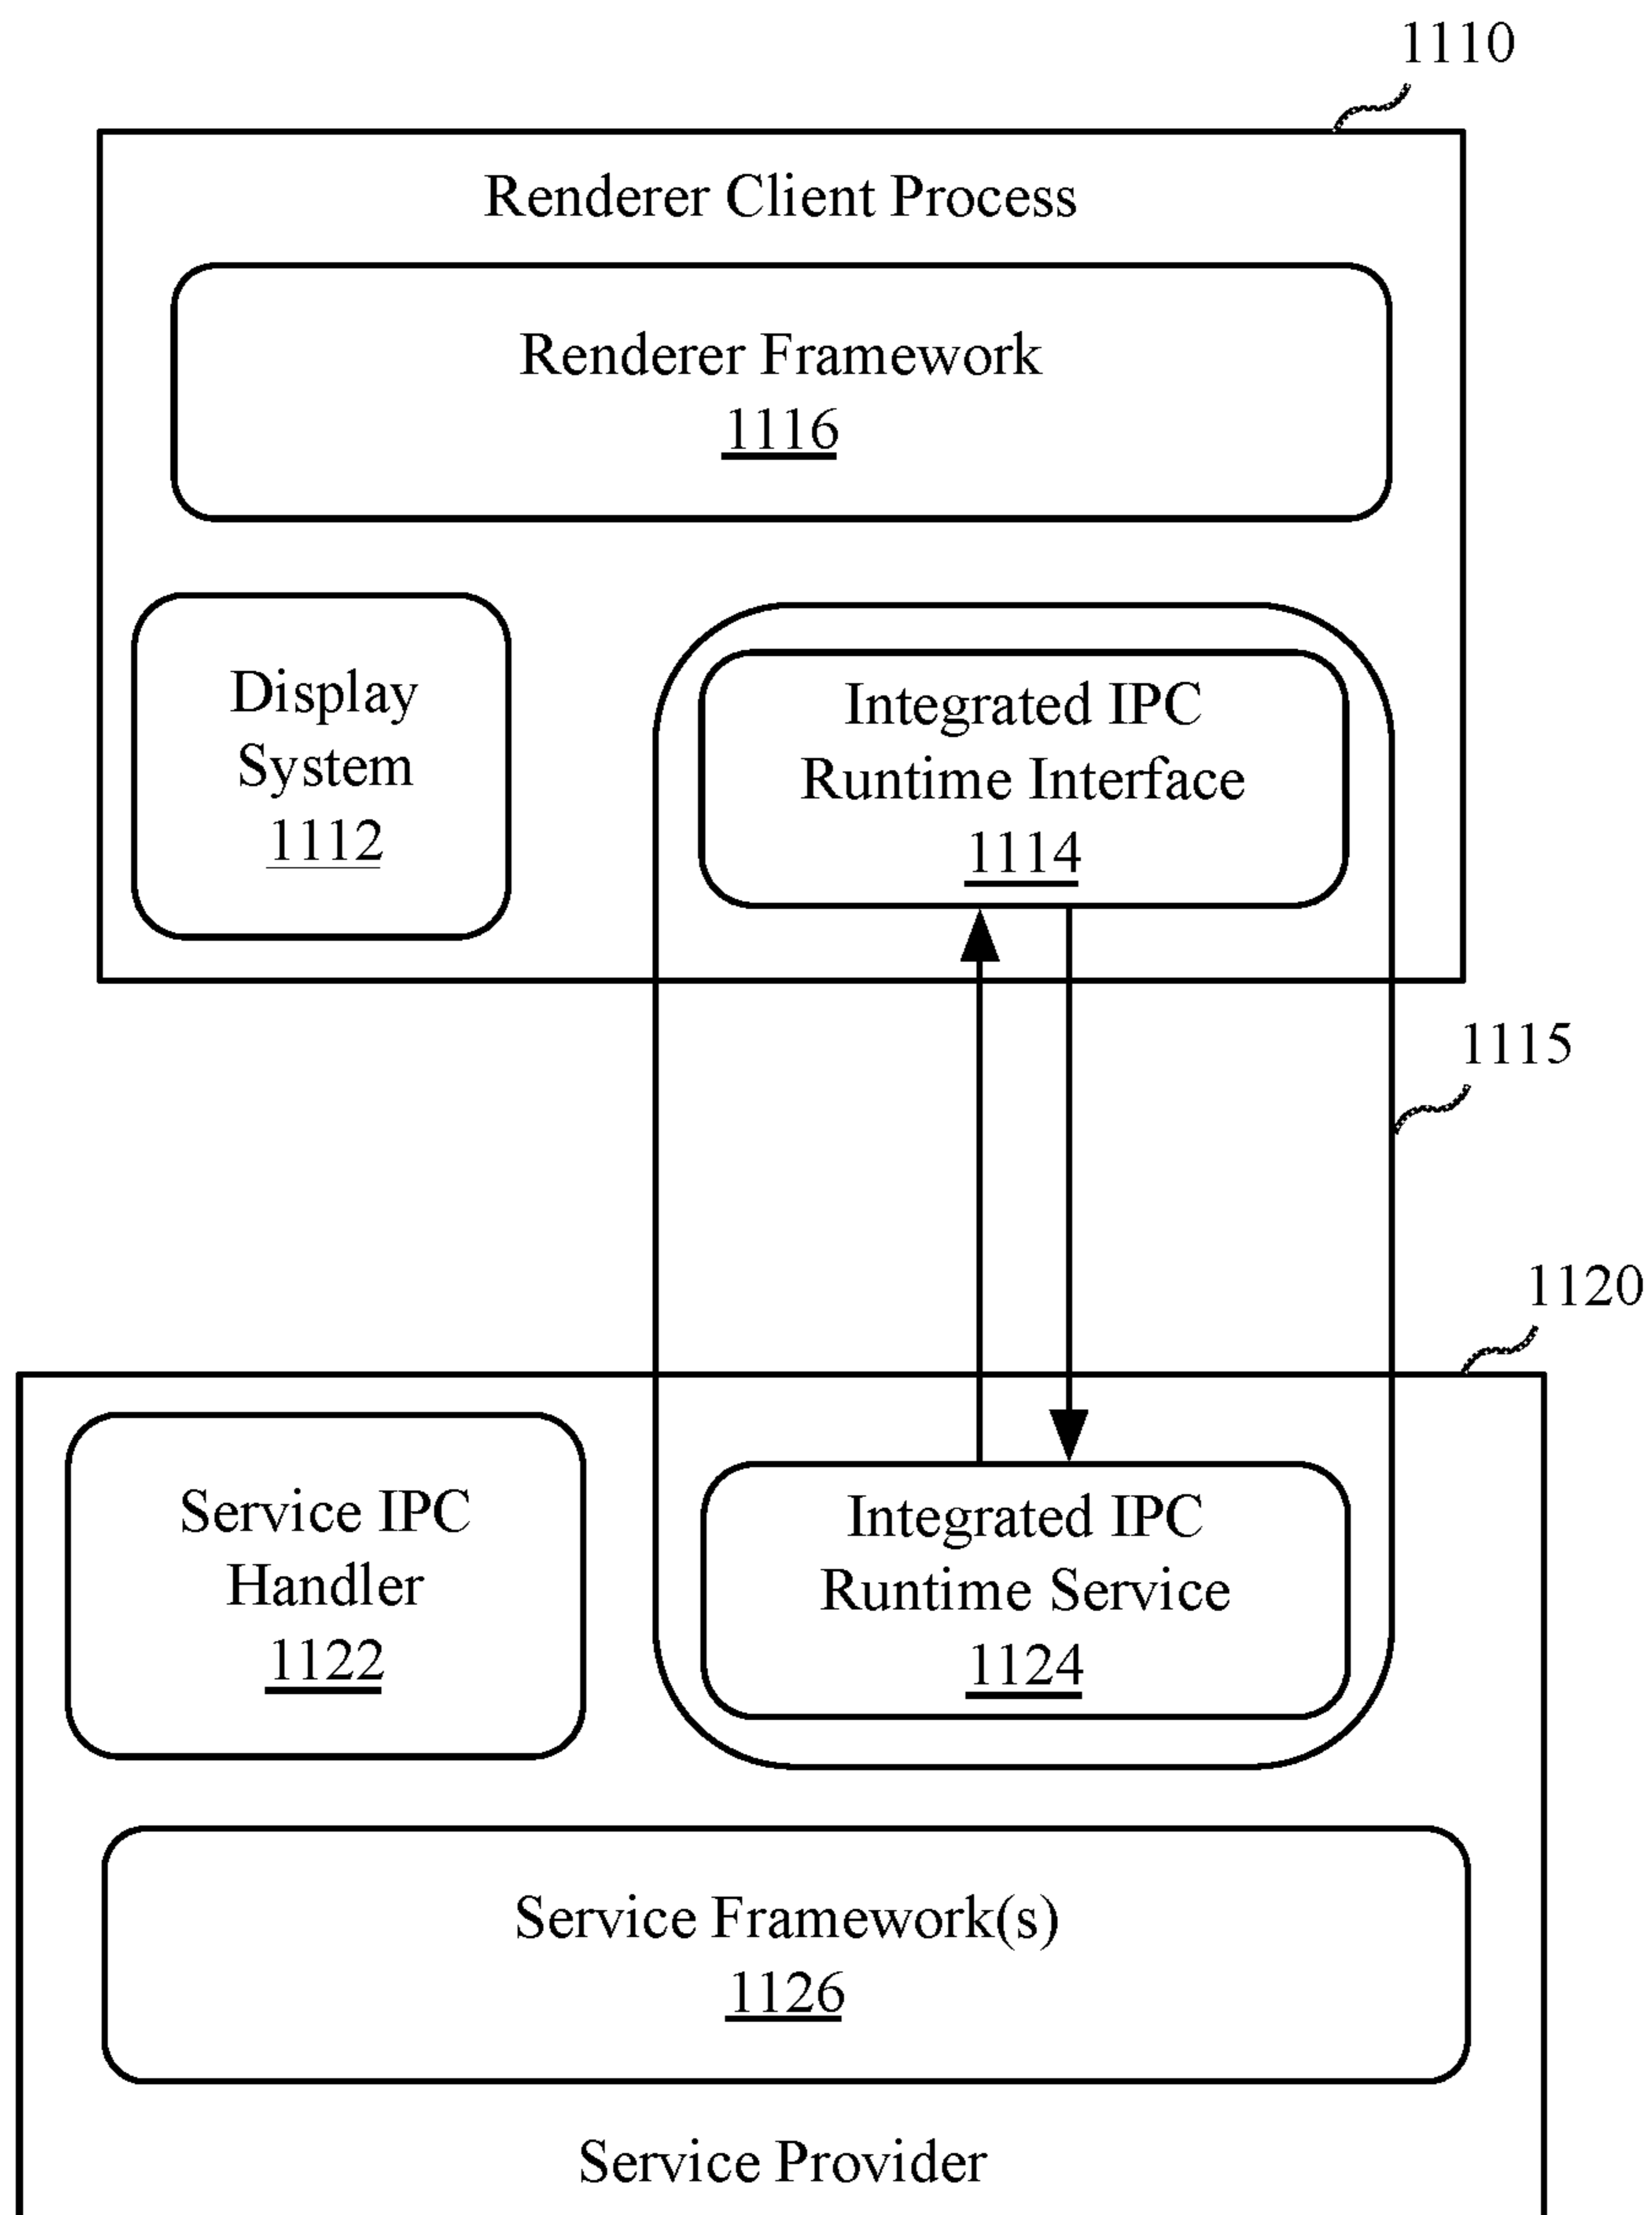 1110
Renderer Client Process
Renderer Framework
1116
Display
System
1112
Integrated IPC
Runtime Interface
1114
1115
1120
Service IPC
Handler
1122
Integrated IPC
Runtime Service
1124
Service Framework(s)
1126
Service Provider